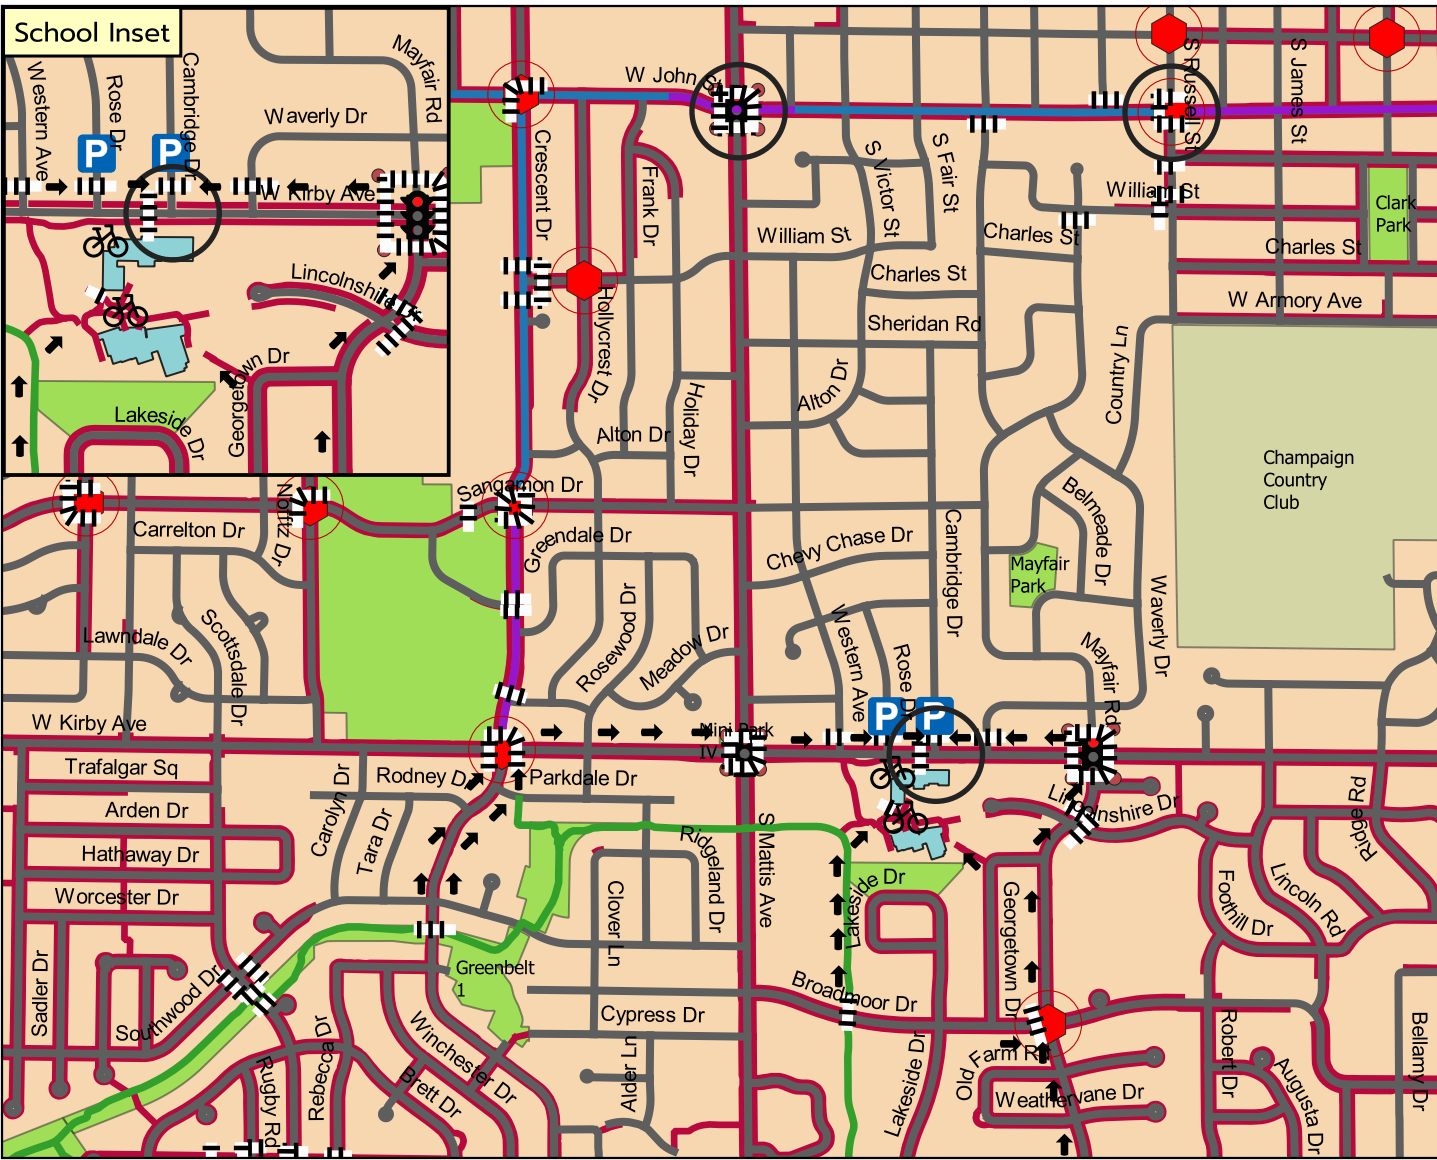 School Inset
Western Ave
Rose Dr
Cambridge Dr
Mayfair Rd
Waverly Dr
P
P
W Kirby Ave
Lincolnshire Dr
Georgetown Dr
Lakeside Dr
W John St
S Russell St
S James St
Crescent Dr
Frank Dr
S Victor St
S Fair St
William St
Clark
Park
William St
Charles St
Charles St
Charles St
W Armory Ave
Hollycrest Dr
Sheridan Rd
Country Ln
Holiday Dr
Alton Dr
Alton Dr
Champaign
Country
Club
Sangamon Dr
Noffitz Dr
Carrelton Dr
Greendale Dr
Chevy Chase Dr
Cambridge Dr
Belmeade Dr
Mayfair
Park
Waverly Dr
Scottsdale Dr
Lawndale Dr
Rosewood Dr
Meadow Dr
Western Ave
Rose Dr
Mayfair Rd
P
P
W Kirby Ave
Mini Park
IV
Trafalgar Sq
Rodney Dr
Parkdale Dr
Arden Dr
Carolyn Dr
Tara Dr
Lincolnshire Dr
Ridge Rd
Hathaway Dr
Ridgeland Dr
S Mattis Ave
Worcester Dr
Clover Ln
Lakeside Dr
Georgetown Dr
Foothill Dr
Lincoln Rd
Sadler Dr
Southwood Dr
Greenbelt
1
Broadmoor Dr
Cypress Dr
Rebecca Dr
Winchester Dr
Alder Ln
Lakeside Dr
Old Farm Rd
Robert Dr
Augusta Dr
Bellamy Dr
Rugby Rd
Brett Dr
Weathervane Dr